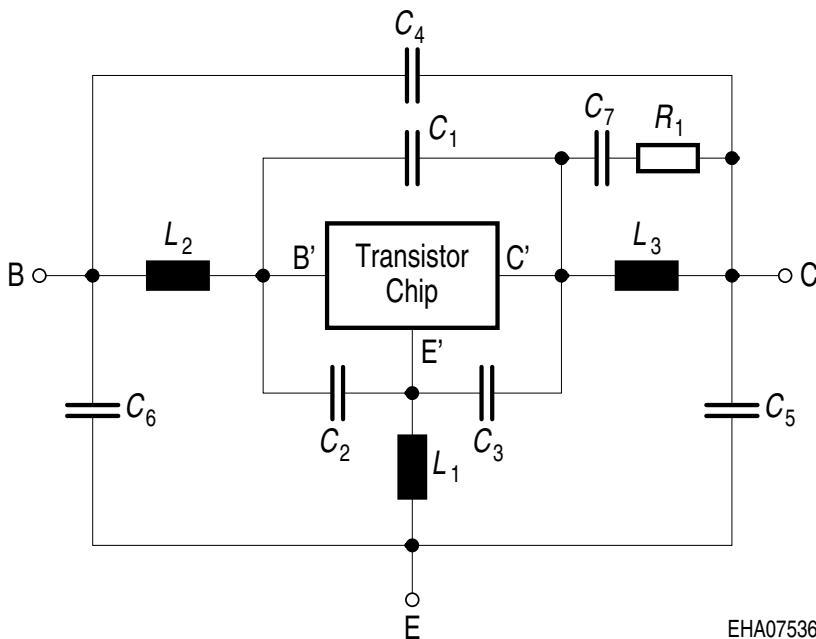 C4
C1
C7
R1
L2
L3
B
B’
Transistor
Chip
C’
C
E’
C6
C2
C3
C5
L1
E
EHA07536